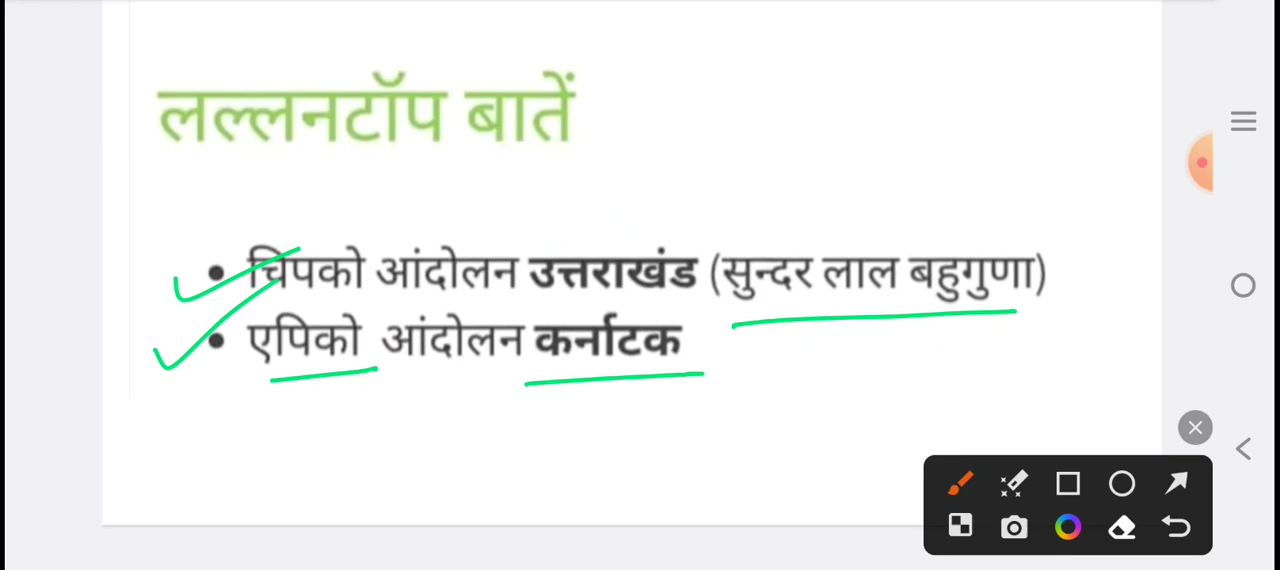 लल्लनटॉप बातें
• चिपको आंदोलन उत्तराखंड (सुन्दर लाल बहुगुणा)
• एपिको आंदोलन कर्नाटक